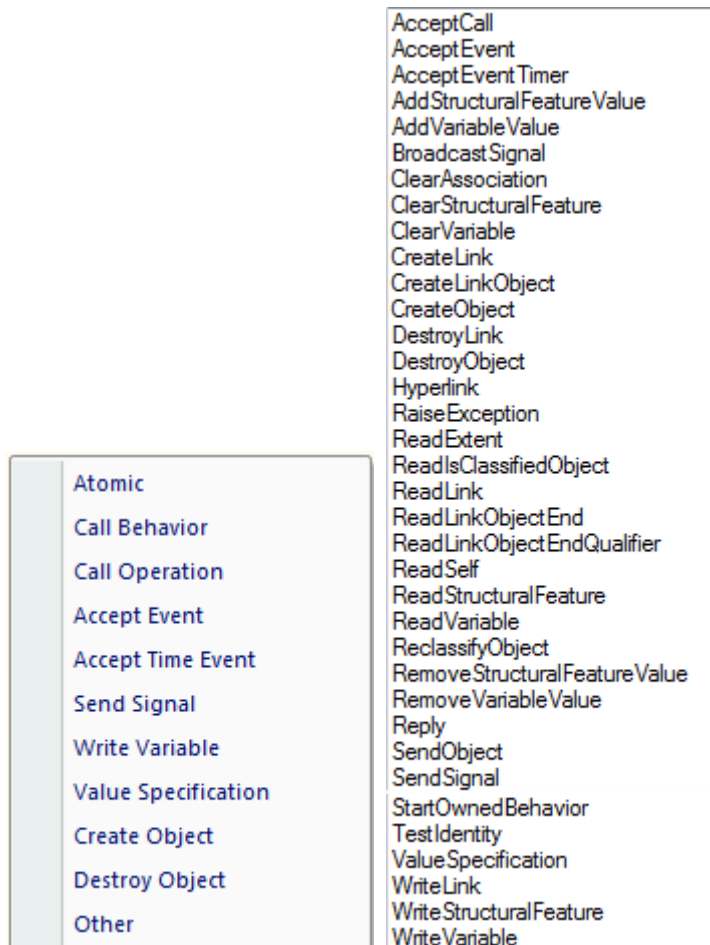 Atomic
Call Behavior
Call Operation
Accept Event
Accept Time Event
Send Signal
Write Variable
Value Specification
Create Object
Destroy Object
Other
AcceptCall
AcceptEvent
AcceptEventTimer
AddStructuralFeatureValue
AddVariableValue
BroadcastSignal
ClearAssociation
ClearStructuralFeature
ClearVariable
CreateLink
CreateLinkObject
CreateObject
DestroyLink
DestroyObject
Hyperlink
RaiseException
ReadExtent
ReadIsClassifiedObject
ReadLink
ReadLinkObjectEnd
ReadLinkObjectEndQualifier
ReadSelf
ReadStructuralFeature
ReadVariable
ReclassifyObject
RemoveStructuralFeatureValue
RemoveVariableValue
Reply
SendObject
SendSignal
StartOwnedBehavior
TestIdentity
ValueSpecification
WriteLink
WriteStructuralFeature
WriteVariable